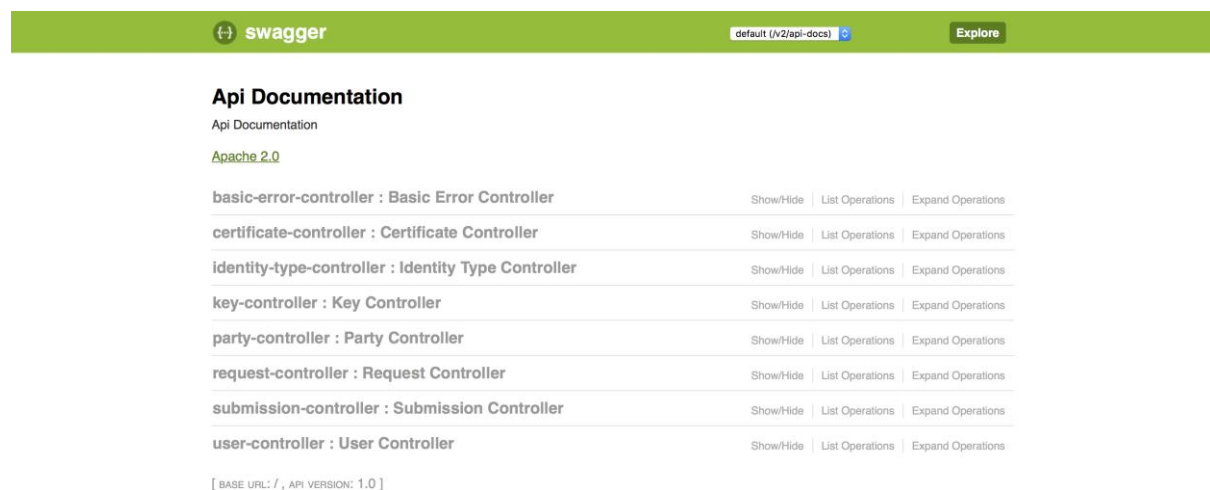 swagger default (/v2/api-docs) Explore
Api Documentation
Api Documentation
Apache 2.0
basic-error-controller : Basic Error Controller Show/Hide List Operations Expand Operations
certificate-controller : Certificate Controller Show/Hide List Operations Expand Operations
identity-type-controller : Identity Type Controller Show/Hide List Operations Expand Operations
key-controller : Key Controller Show/Hide List Operations Expand Operations
party-controller : Party Controller Show/Hide List Operations Expand Operations
request-controller : Request Controller Show/Hide List Operations Expand Operations
submission-controller : Submission Controller Show/Hide List Operations Expand Operations
user-controller : User Controller Show/Hide List Operations Expand Operations
[ BASE URL: / , API VERSION: 1.0 ]